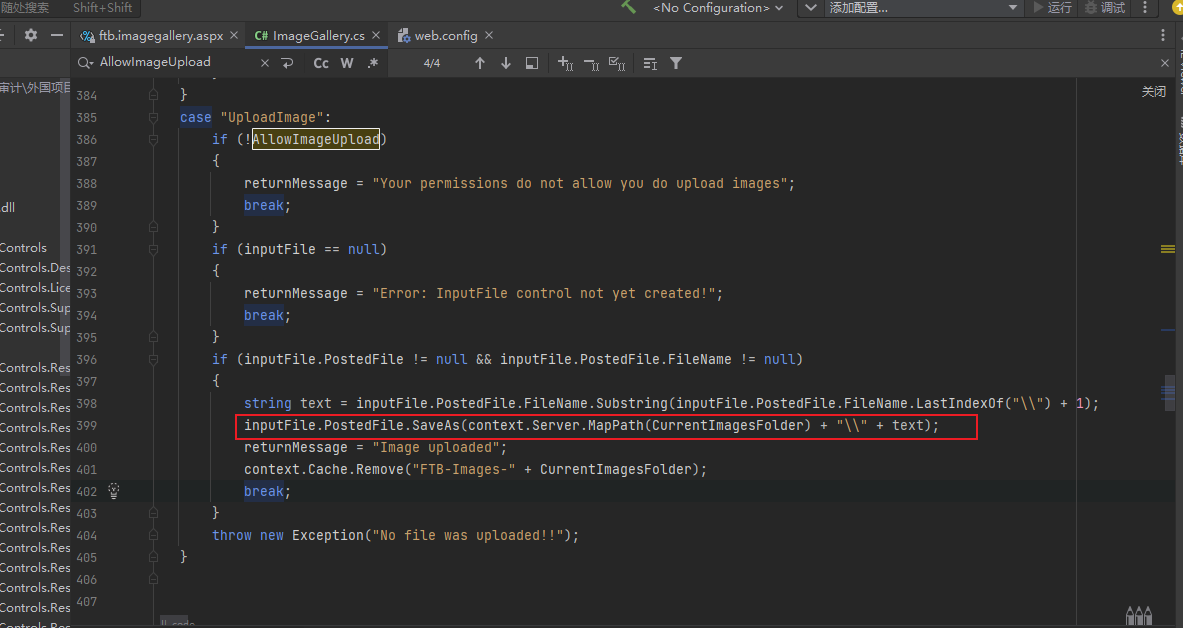 随处搜索 Shift+Shift <No Configuration> 添加配置... 运行 调试
ftb.imagegallery.aspx C# ImageGallery.cs web.config
AllowImageUpload Cc W .* 4/4
审计\外国项目
关闭
384 }
385 case "UploadImage":
386 if (!AllowImageUpload)
387 {
388 returnMessage = "Your permissions do not allow you do upload images";
389 break;
.dll
390 }
391 if (inputFile == null)
Controls
392 {
Controls.Des
393 returnMessage = "Error: InputFile control not yet created!";
Controls.Lice
394 break;
Controls.Sup
395 }
Controls.Sup
396 if (inputFile.PostedFile != null && inputFile.PostedFile.FileName != null)
Controls.Res
397 {
Controls.Res
398 string text = inputFile.PostedFile.FileName.Substring(inputFile.PostedFile.FileName.LastIndexOf("\\") + 1);
Controls.Res
399 inputFile.PostedFile.SaveAs(context.Server.MapPath(CurrentImagesFolder) + "\\" + text);
Controls.Res
400 returnMessage = "Image uploaded";
Controls.Res
401 context.Cache.Remove("FTB-Images-" + CurrentImagesFolder);
Controls.Res
402 break;
Controls.Res
403 }
Controls.Res
404 throw new Exception("No file was uploaded!!");
Controls.Res
405 }
Controls.Res
406
Controls.Res
407
Controls.Res
Controls.Res